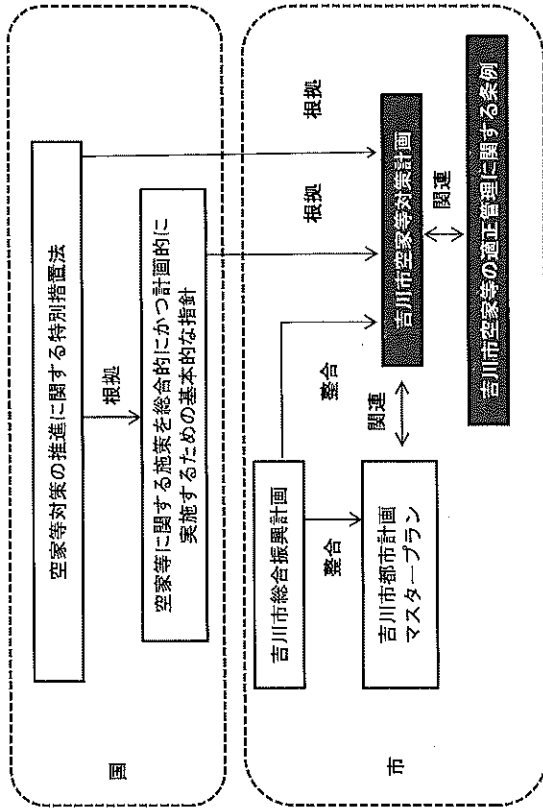 国
空家等対策の推進に関する特別措置法
根拠
空家等に関する施策を総合的にかつ計画的に
実施するための基本的な指針
根拠
根拠
市
吉川市総合振興計画
整合
整合
吉川市都市計画
マスタープラン
関連
吉川市空家等対策計画
関連
吉川市空家等の適正管理に関する条例